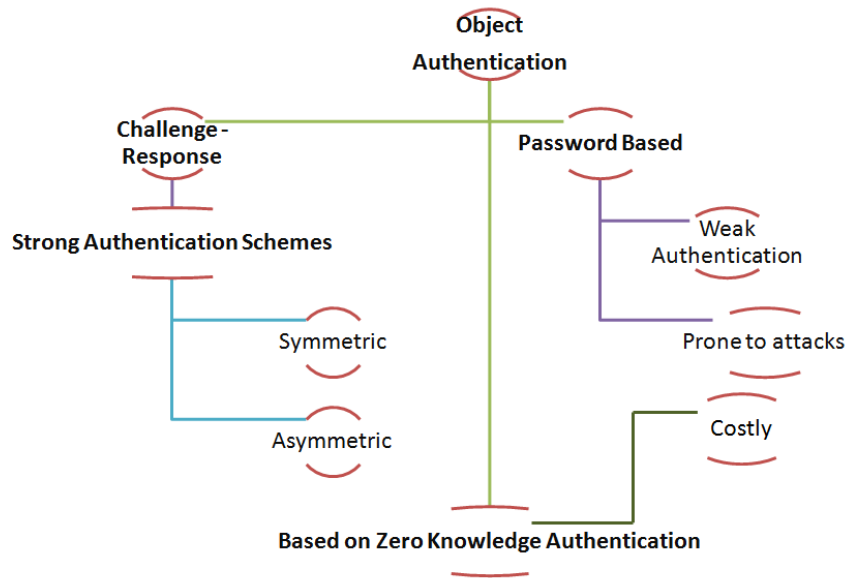 Object
Authentication
Challenge -
Response
Password Based
Strong Authentication Schemes
Weak
Authentication
Symmetric
Prone to attacks
Asymmetric
Costly
Based on Zero Knowledge Authentication